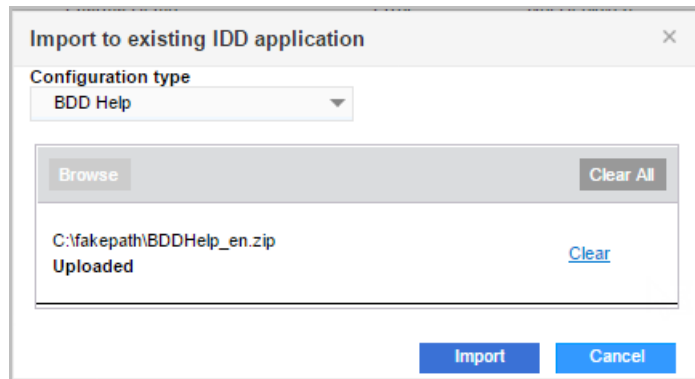 Import to existing IDD application
Configuration type
BDD Help
Browse
Clear All
C:\fakepath\BDDHelp_en.zip
Uploaded
Clear
Import
Cancel